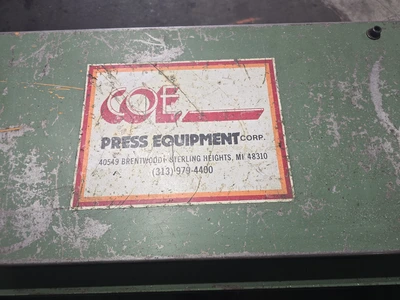 COE
PRESS EQUIPMENT CORP.
40549 BRENTWOOD • STERLING HEIGHTS, MI 48310
(313) 979-4400